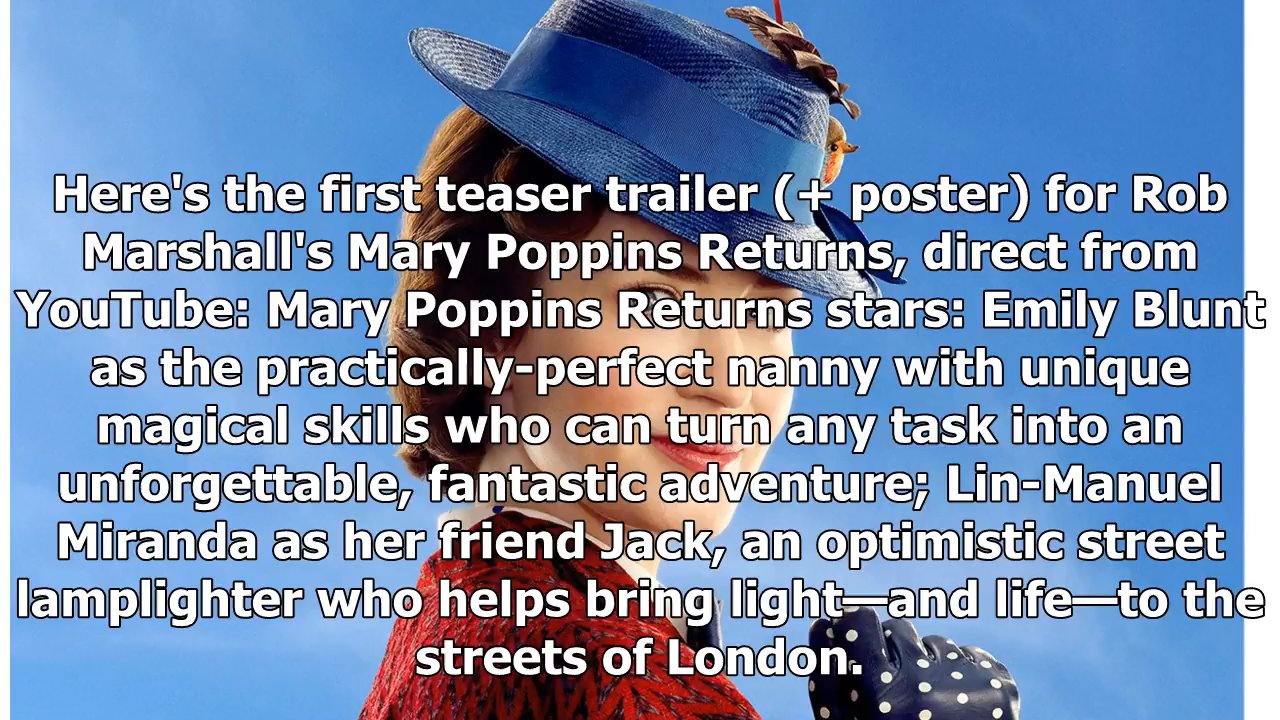 Here's the first teaser trailer (+ poster) for Rob
Marshall's Mary Poppins Returns, direct from
YouTube: Mary Poppins Returns stars: Emily Blunt
as the practically-perfect nanny with unique
magical skills who can turn any task into an
unforgettable, fantastic adventure; Lin-Manuel
Miranda as her friend Jack, an optimistic street
lamplighter who helps bring light—and life—to the
streets of London.